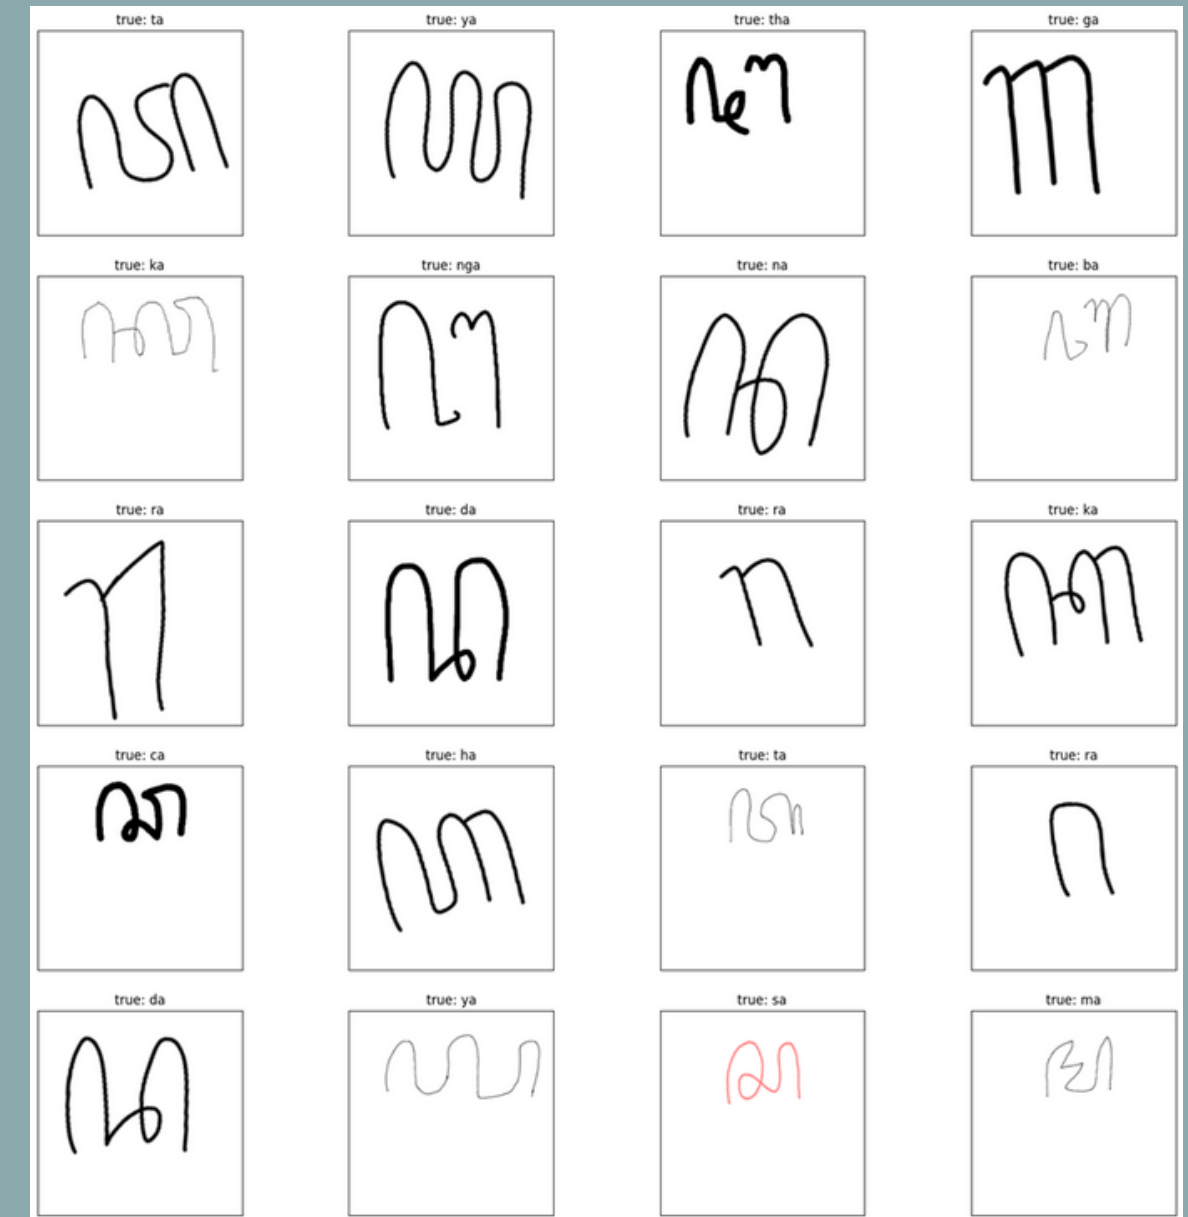 true: ta true: ya true: tha true: ga
ꦠ ꦪ ꦛ ꦒ
true: ka true: nga true: na true: ba
ꦏ ꦔ ꦤ ꦧ
true: ra true: da true: ra true: ka
ꦫ ꦢ ꦫ ꦏ
true: ca true: ha true: ta true: ra
ꦕ ꦲ ꦠ ꦫ
true: da true: ya true: sa true: ma
ꦢ ꦪ ꦱ ꦩ